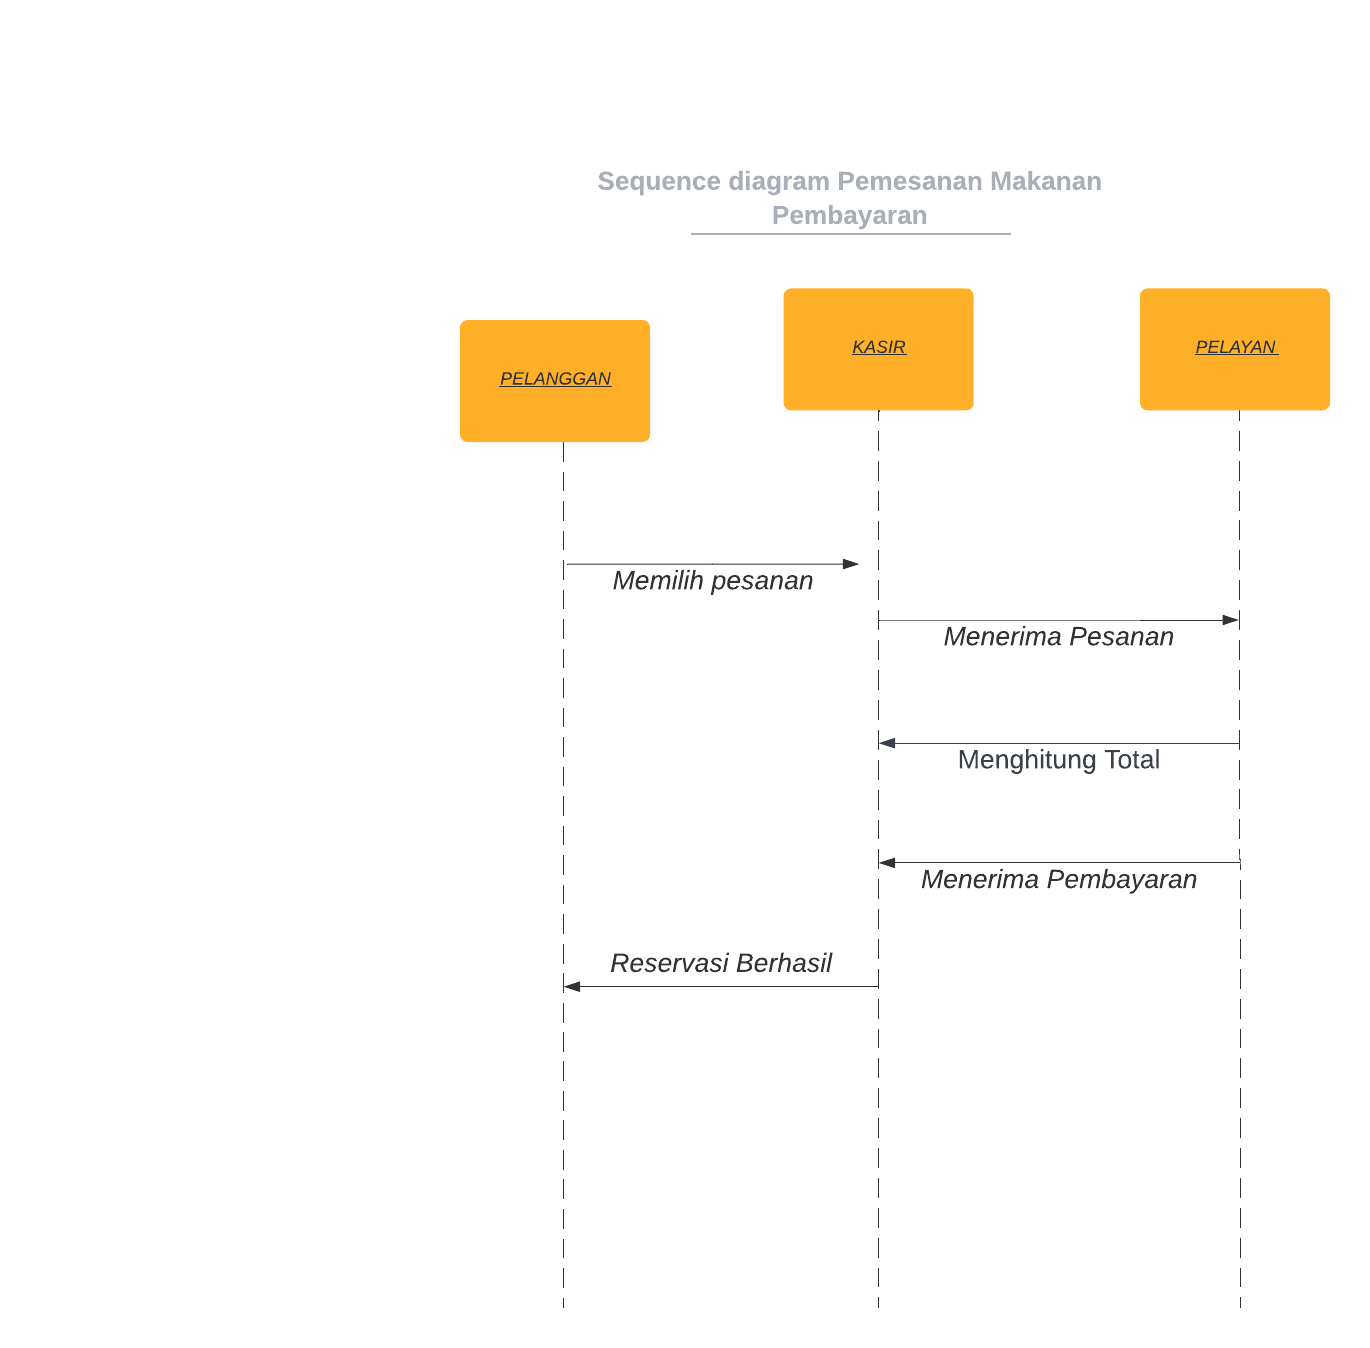 Sequence diagram Pemesanan Makanan
Pembayaran
PELANGGAN
KASIR
PELAYAN
Memilih pesanan
Menerima Pesanan
Menghitung Total
Menerima Pembayaran
Reservasi Berhasil